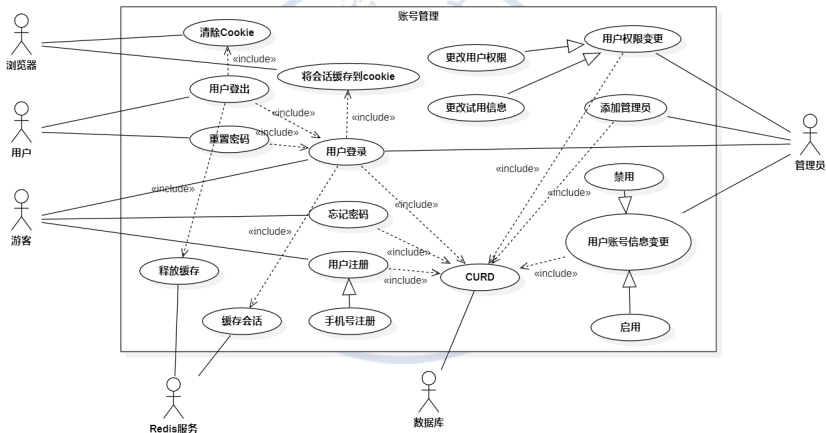 账号管理
清除Cookie
用户权限变更
«include»
更改用户权限
浏览器
将会话缓存到cookie
用户登出
更改试用信息
添加管理员
«include»
«include»
用户
重置密码
«include»
用户登录
管理员
«include»
«include»
禁用
«include»
«include»
忘记密码
«include»
游客
«include»
用户账号信息变更
«include»
释放缓存
用户注册
«include»
CURD
«include»
缓存会话
手机号注册
启用
Redis服务
数据库